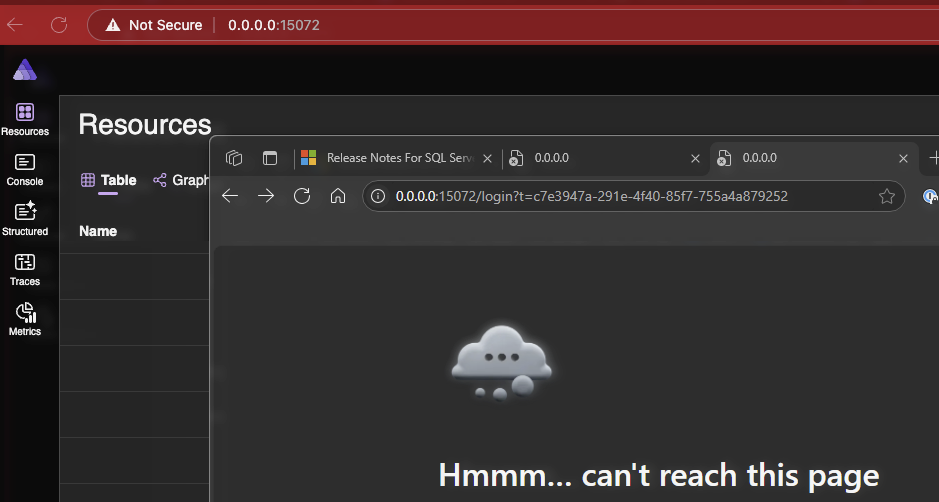 Not Secure 0.0.0.0:15072
Resources
Resources
Console
Structured
Traces
Metrics
Table Graph
Name
Release Notes For SQL Serv
0.0.0.0
0.0.0.0
0.0.0.0:15072/login?t=c7e3947a-291e-4f40-85f7-755a4a879252
Hmmm... can't reach this page